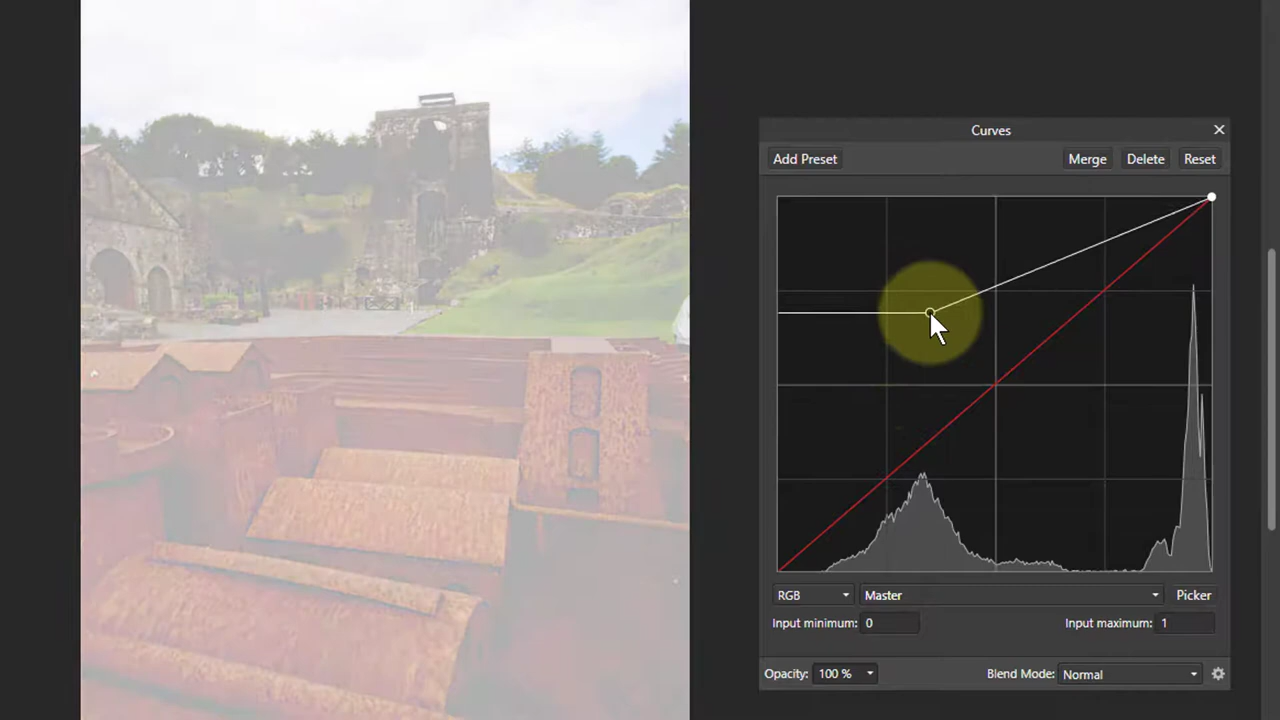 Curves
Add Preset Merge Delete Reset
RGB Master Picker
Input minimum: 0 Input maximum: 1
Opacity: 100 % Blend Mode: Normal